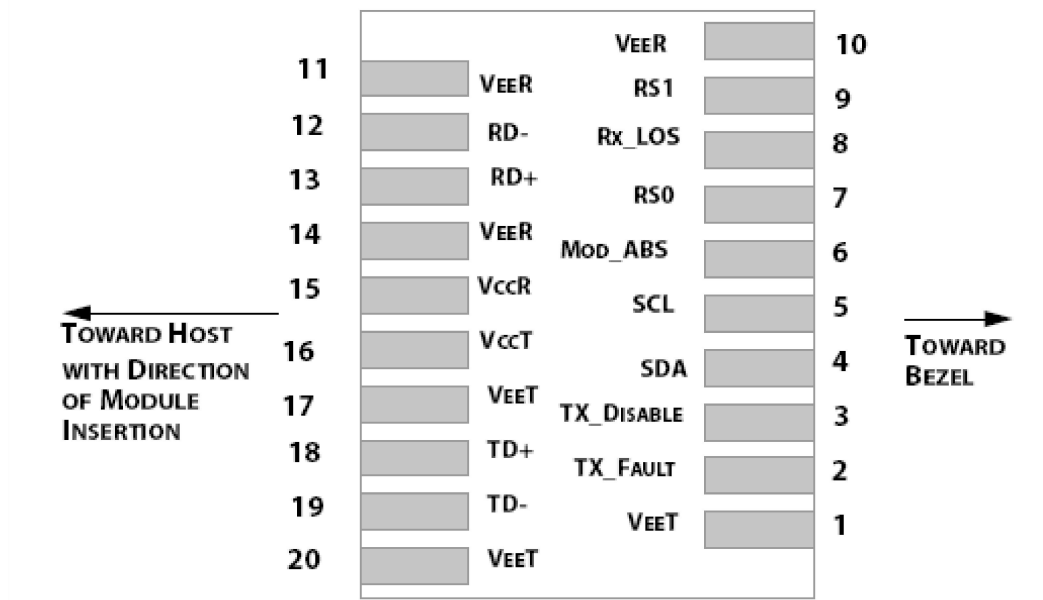 VEER 10
11 VEER
RS1 9
12 RD-
Rx_LOS 8
13 RD+
RS0 7
14 VEER
MOD_ABS 6
15 VccR
SCL 5
16 VccT
SDA 4
17 VEET
TX_DISABLE 3
18 TD+
TX_FAULT 2
19 TD-
VEET 1
20 VEET
TOWARD HOST
WITH DIRECTION
OF MODULE
INSERTION
TOWARD
BEZEL